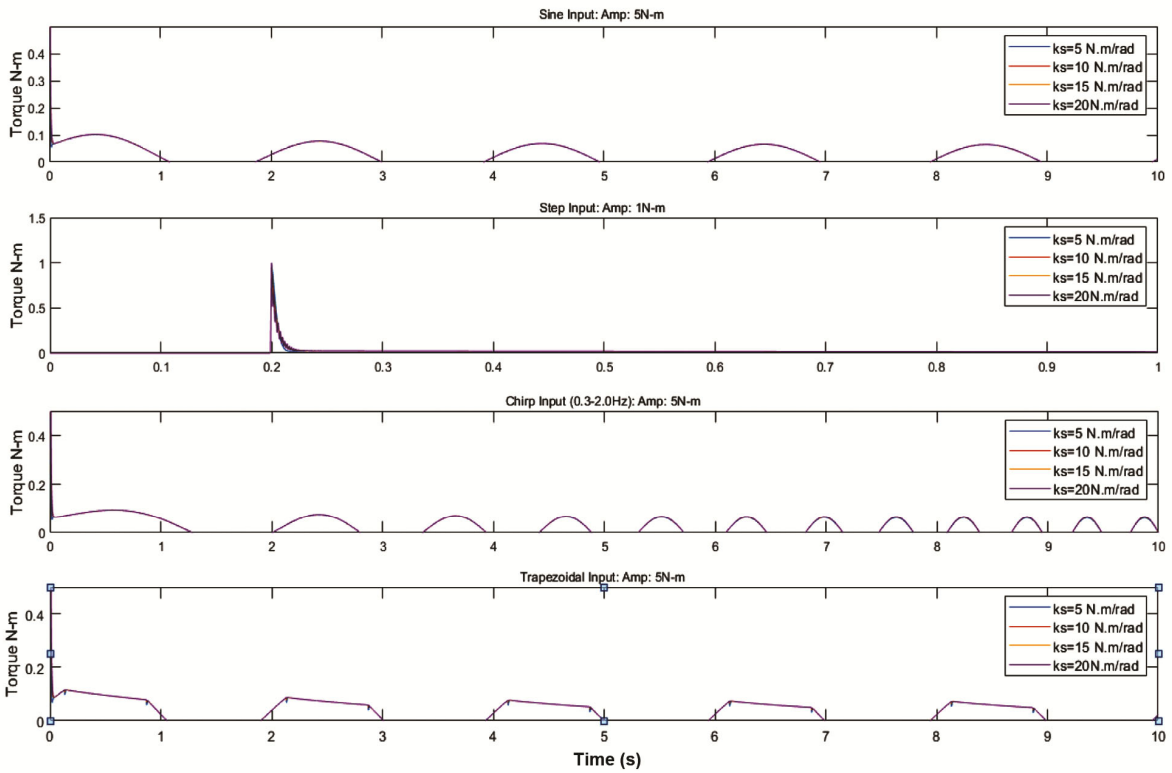 Sine Input: Amp: 5N-m
Torque N-m
0.5
0.4
0.3
0.2
0.1
0
0 1 2 3 4 5 6 7 8 9 10
ks=5 N.m/rad
ks=10 N.m/rad
ks=15 N.m/rad
ks=20N.m/rad
Step Input: Amp: 1N-m
Torque N-m
1.5
1
0.5
0
0 0.1 0.2 0.3 0.4 0.5 0.6 0.7 0.8 0.9 1
ks=5 N.m/rad
ks=10 N.m/rad
ks=15 N.m/rad
ks=20N.m/rad
Chirp Input (0.3-2.0Hz): Amp: 5N-m
Torque N-m
0.4
0.2
0
0 1 2 3 4 5 6 7 8 9 10
ks=5 N.m/rad
ks=10 N.m/rad
ks=15 N.m/rad
ks=20N.m/rad
Trapezoidal Input: Amp: 5N-m
Torque N-m
0.4
0.2
0
0 1 2 3 4 5 6 7 8 9 10
ks=5 N.m/rad
ks=10 N.m/rad
ks=15 N.m/rad
ks=20N.m/rad
Time (s)